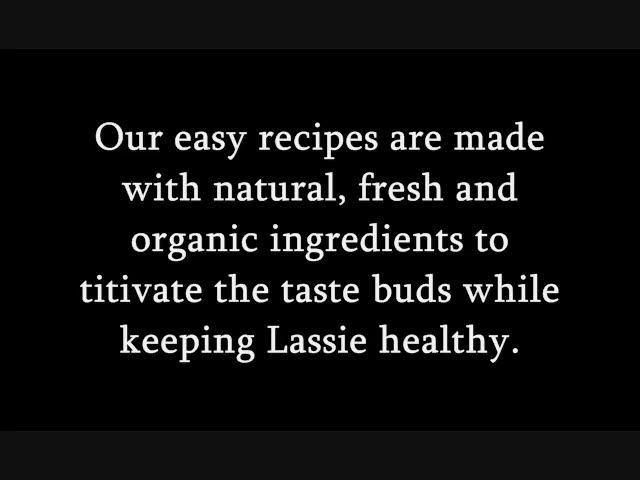 Our easy recipes are made
with natural, fresh and
organic ingredients to
titivate the taste buds while
keeping Lassie healthy.